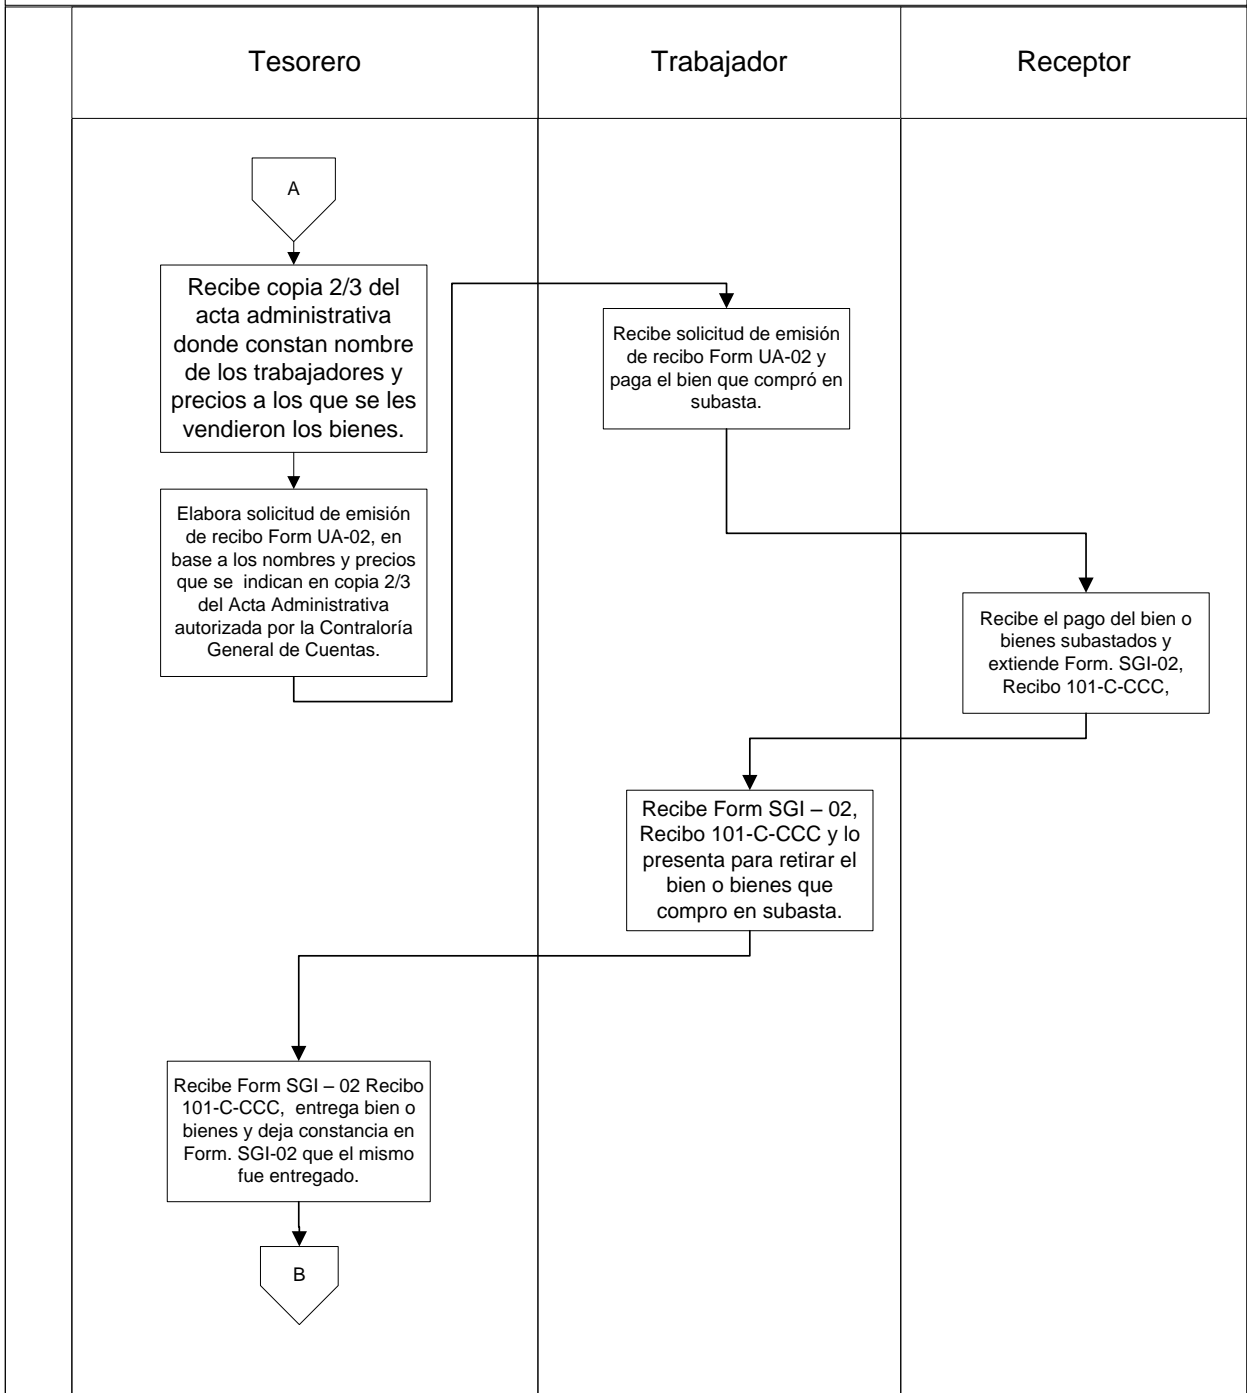 Tesorero
Trabajador
Receptor
A
Recibe copia 2/3 del
acta administrativa
donde constan nombre
de los trabajadores y
precios a los que se les
vendieron los bienes.
Elabora solicitud de emisión
de recibo Form UA-02, en
base a los nombres y precios
que se  indican en copia 2/3
del Acta Administrativa
autorizada por la Contraloría
General de Cuentas.
Recibe solicitud de emisión
de recibo Form UA-02 y
paga el bien que compró en
subasta.
Recibe el pago del bien o
bienes subastados y
extiende Form. SGI-02,
Recibo 101-C-CCC,
Recibe Form SGI – 02,
Recibo 101-C-CCC y lo
presenta para retirar el
bien o bienes que
compro en subasta.
Recibe Form SGI – 02 Recibo
101-C-CCC,  entrega bien o
bienes y deja constancia en
Form. SGI-02 que el mismo
fue entregado.
B